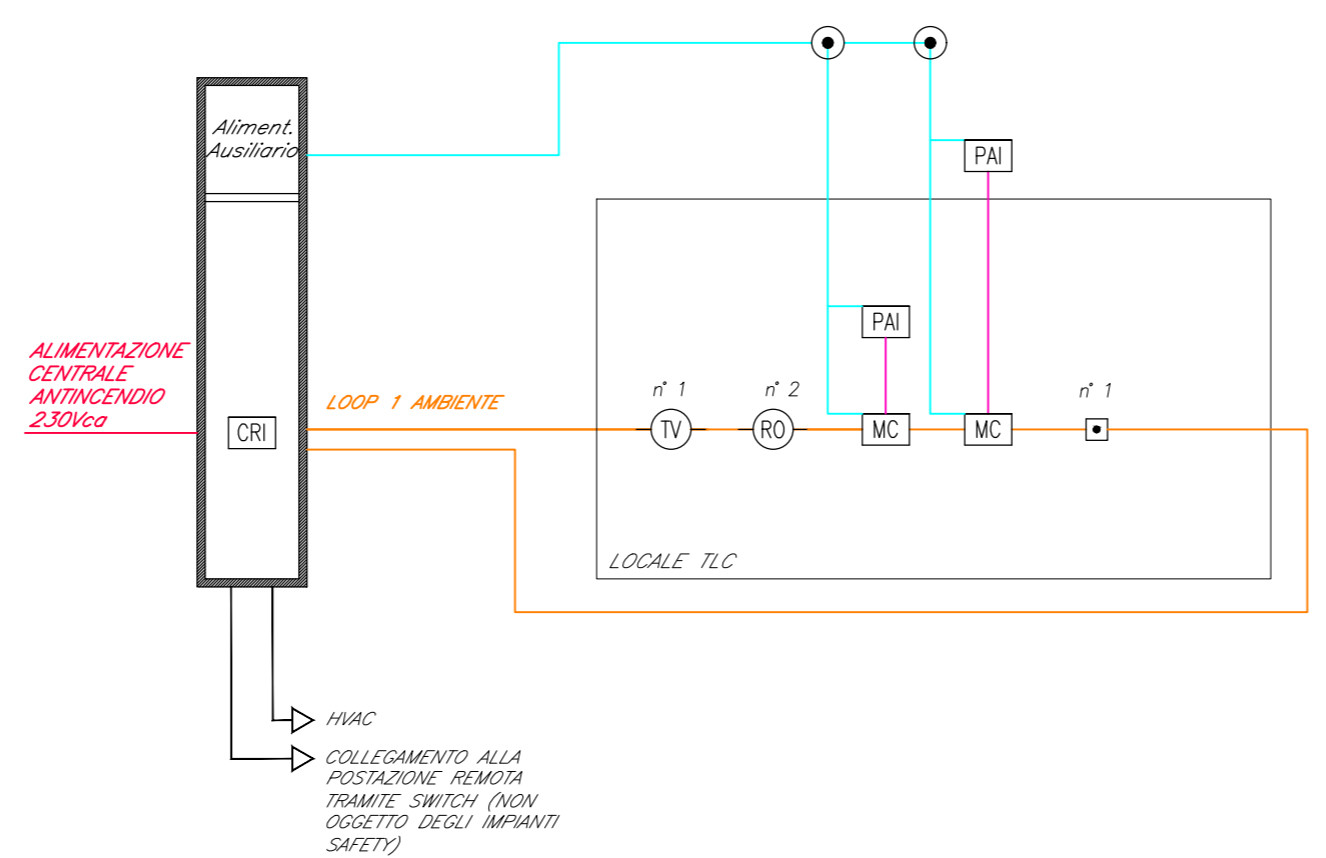 Aliment.
Ausiliario
PAI
PAI
ALIMENTAZIONE
CENTRALE
ANTINCENDIO
230Vca
CRI
LOOP 1 AMBIENTE
n° 1
n° 2
n° 1
TV
RO
MC
MC
LOCALE TLC
HVAC
COLLEGAMENTO ALLA
POSTAZIONE REMOTA
TRAMITE SWITCH (NON
OGGETTO DEGLI IMPIANTI
SAFETY)